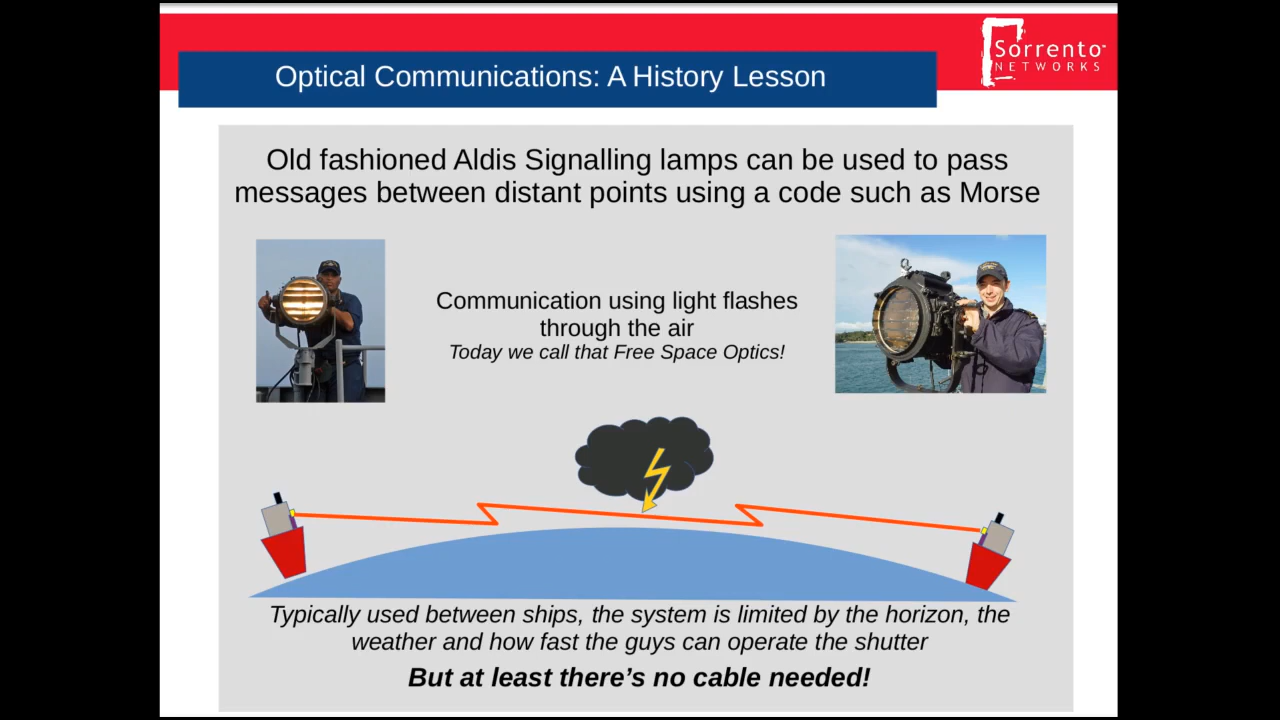 Sorrento
NETWORKS
Optical Communications: A History Lesson
Old fashioned Aldis Signalling lamps can be used to pass
messages between distant points using a code such as Morse
Communication using light flashes
through the air
Today we call that Free Space Optics!
Typically used between ships, the system is limited by the horizon, the
weather and how fast the guys can operate the shutter
But at least there’s no cable needed!